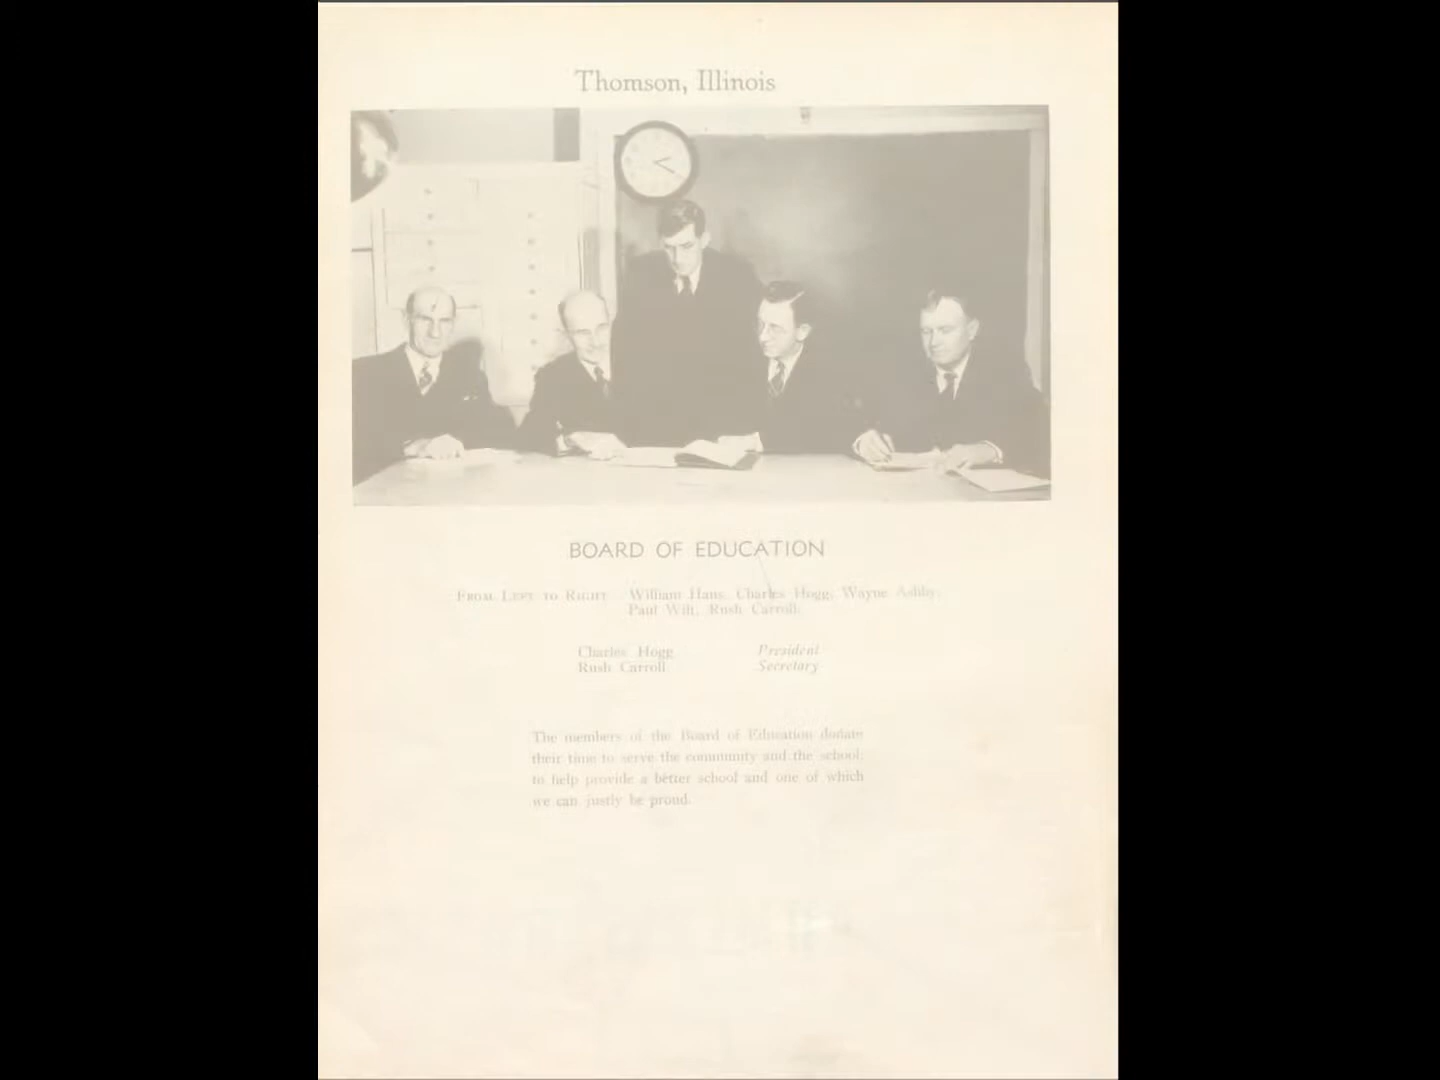 Thomson, Illinois
BOARD OF EDUCATION
From Left to Right William Hans, Charles Hogg, Wayne Ashby,
Paul Wilt, Rush Carroll.
Charles Hogg President
Rush Carroll Secretary
The members of the Board of Education donate
their time to serve the community and the school;
to help provide a better school and one of which
we can justly be proud.